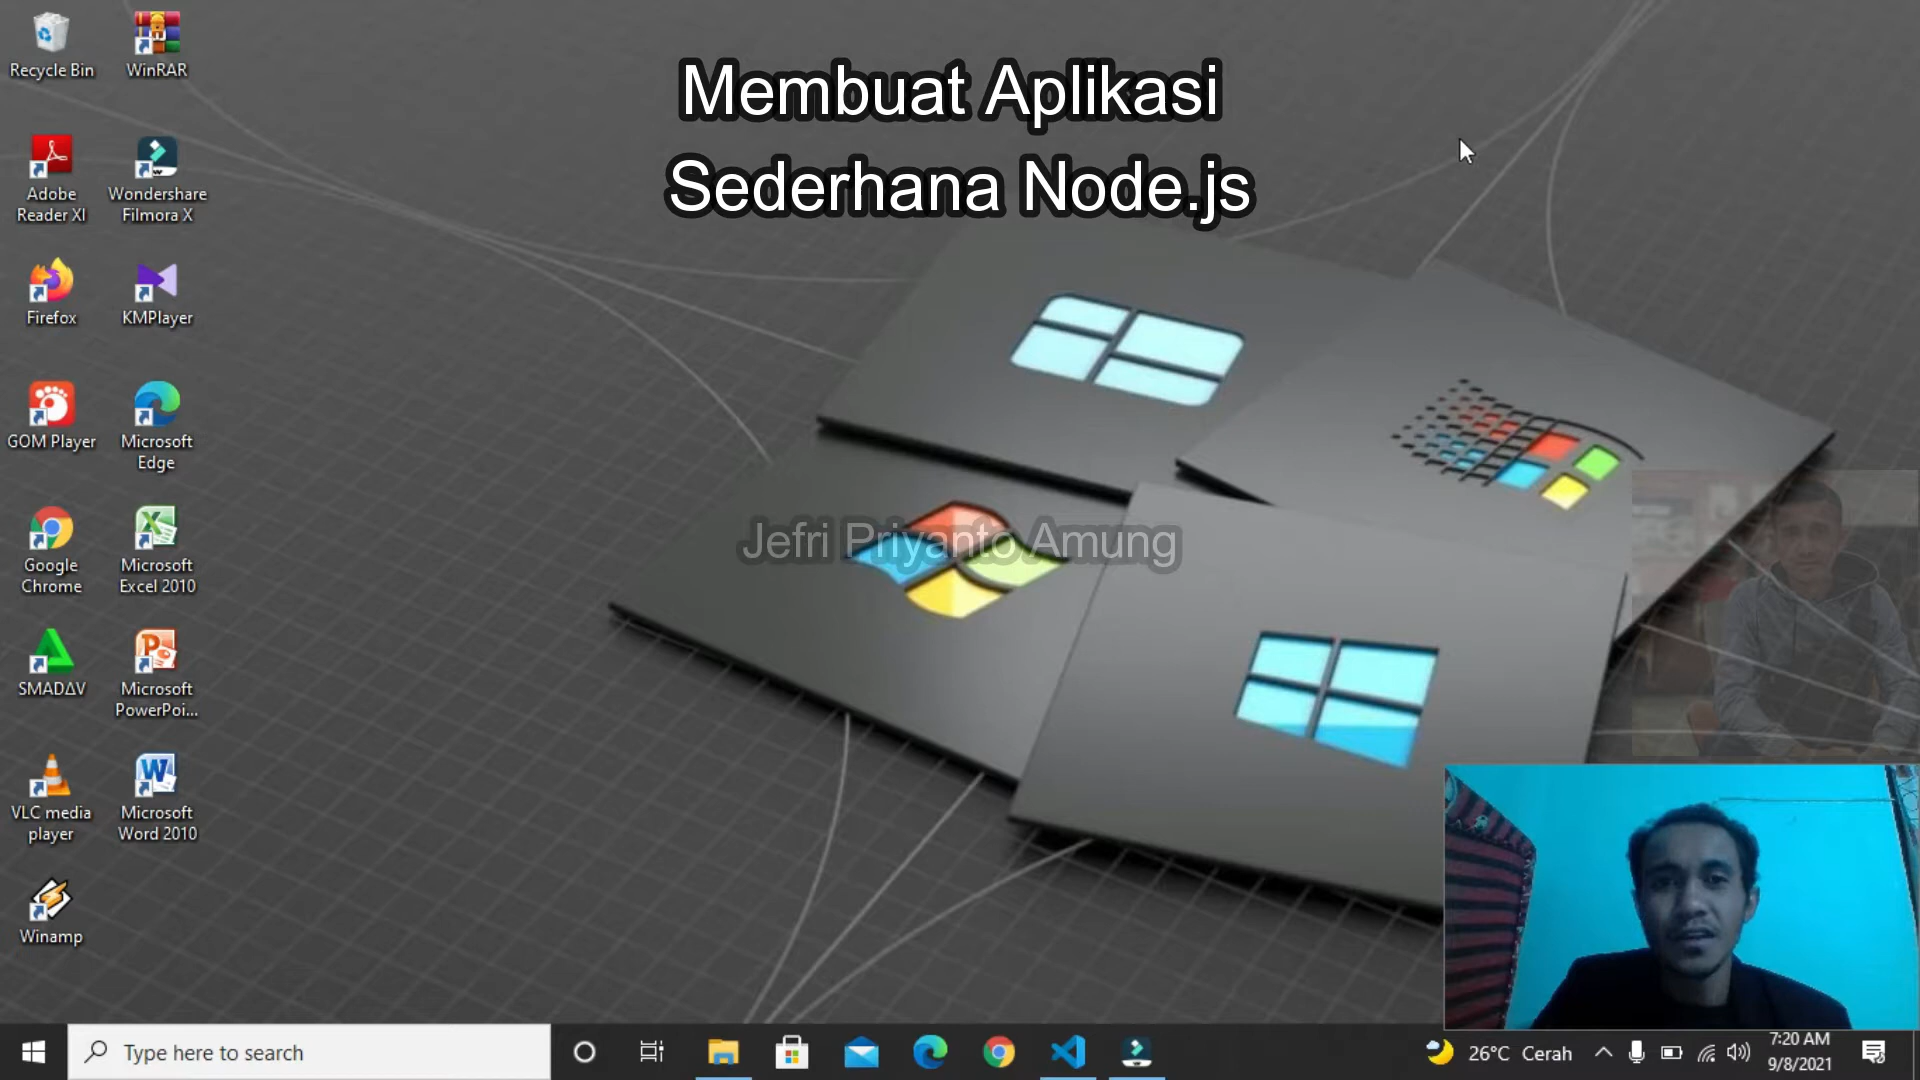 Membuat Aplikasi
Sederhana Node.js
Jefri Priyanto Amung
Recycle Bin
WinRAR
Adobe
Reader XI
Wondershare
Filmora X
Firefox
KMPlayer
GOM Player
Microsoft
Edge
Google
Chrome
Microsoft
Excel 2010
SMADΔV
Microsoft
PowerPoi...
VLC media
player
Microsoft
Word 2010
Winamp
Type here to search
26°C Cerah
7:20 AM
9/8/2021